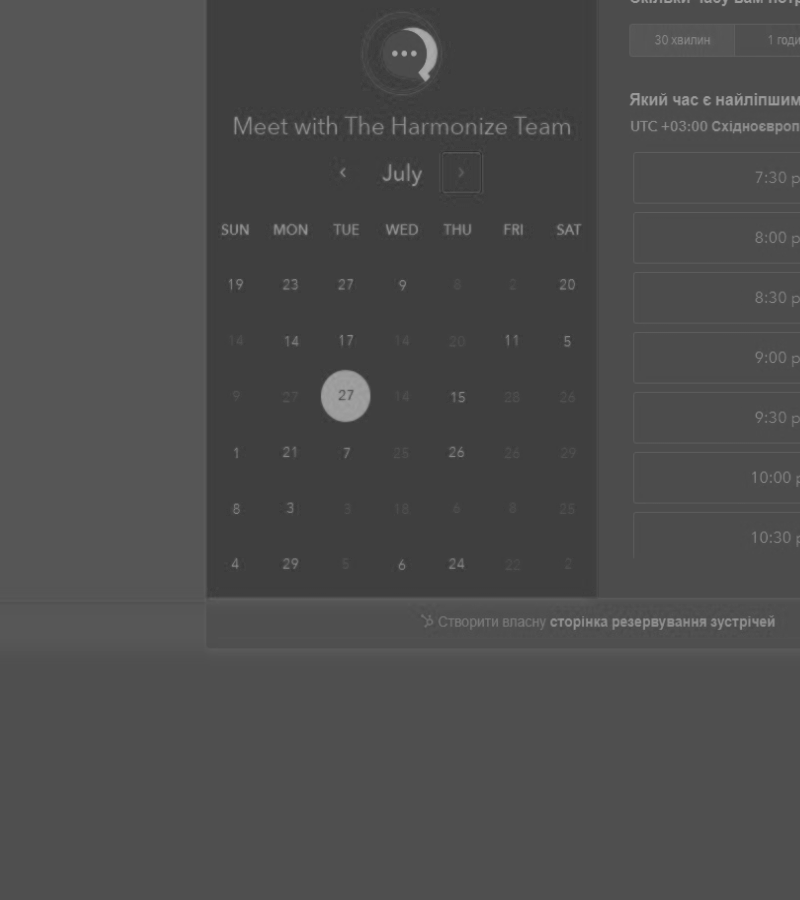 Meet with The Harmonize Team
July
SUN MON TUE WED THU FRI SAT
19 23 27 9 8 2 20
14 14 17 14 20 11 5
9 27 27 14 15 28 26
1 21 7 25 26 26 29
8 3 3 18 6 8 25
4 29 5 6 24 22 2
30 хвилин 1 годи
Який час є найліпшим
UTC +03:00 Східноєвроп
7:30 p
8:00 p
8:30 p
9:00 p
9:30 p
10:00 p
10:30 p
Створити власну сторінка резервування зустрічей